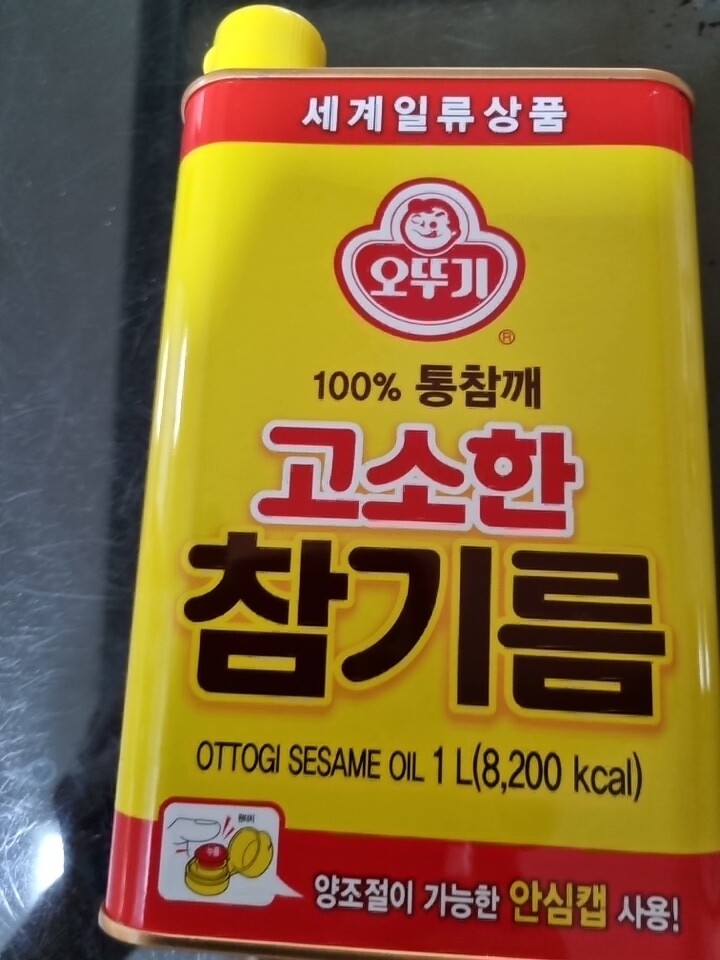 세계일류상품
오뚜기
®
100% 통참깨
고소한
참기름
OTTOGI SESAME OIL 1 L(8,200 kcal)
양조절이 가능한 안심캡 사용!